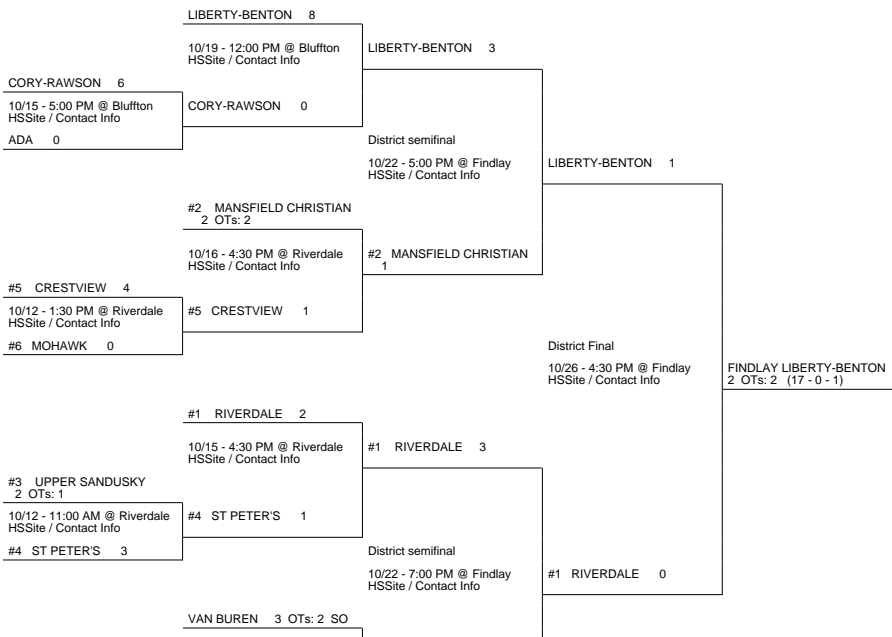 LIBERTY-BENTON 8
10/19 - 12:00 PM @ Bluffton
HSSite / Contact Info
LIBERTY-BENTON 3
CORY-RAWSON 6
10/15 - 5:00 PM @ Bluffton
HSSite / Contact Info
CORY-RAWSON 0
ADA 0
District semifinal
10/22 - 5:00 PM @ Findlay
HSSite / Contact Info
LIBERTY-BENTON 1
#2 MANSFIELD CHRISTIAN
2 OTs: 2
10/16 - 4:30 PM @ Riverdale
HSSite / Contact Info
#2 MANSFIELD CHRISTIAN
1
#5 CRESTVIEW 4
10/12 - 1:30 PM @ Riverdale
HSSite / Contact Info
#5 CRESTVIEW 1
#6 MOHAWK 0
District Final
10/26 - 4:30 PM @ Findlay
HSSite / Contact Info
FINDLAY LIBERTY-BENTON
2 OTs: 2 (17 - 0 - 1)
#1 RIVERDALE 2
10/15 - 4:30 PM @ Riverdale
HSSite / Contact Info
#1 RIVERDALE 3
#3 UPPER SANDUSKY
2 OTs: 1
10/12 - 11:00 AM @ Riverdale
HSSite / Contact Info
#4 ST PETER'S 1
#4 ST PETER'S 3
District semifinal
10/22 - 7:00 PM @ Findlay
HSSite / Contact Info
#1 RIVERDALE 0
VAN BUREN 3 OTs: 2 SO